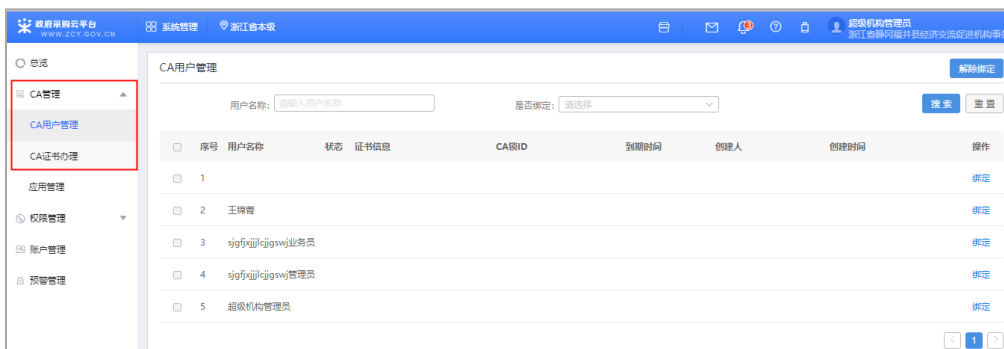 政府采购云平台
WWW.ZCY.GOV.CN
系统管理
浙江省本级
3
超级机构管理员
浙江省静冈福井县经济交流促进机构事务
总览
CA管理
CA用户管理
CA证书办理
应用管理
权限管理
账户管理
预警管理
CA用户管理
解除绑定
用户名称: 请输入用户名称
是否绑定: 请选择
搜索 重置
序号 用户名称 状态 证书信息 CA锁ID 到期时间 创建人 创建时间 操作
1 绑定
2 王锦菁 绑定
3 sjgfjxjjjlcjjgswj业务员 绑定
4 sjgfjxjjjlcjjgswj管理员 绑定
5 超级机构管理员 绑定
< 1 >